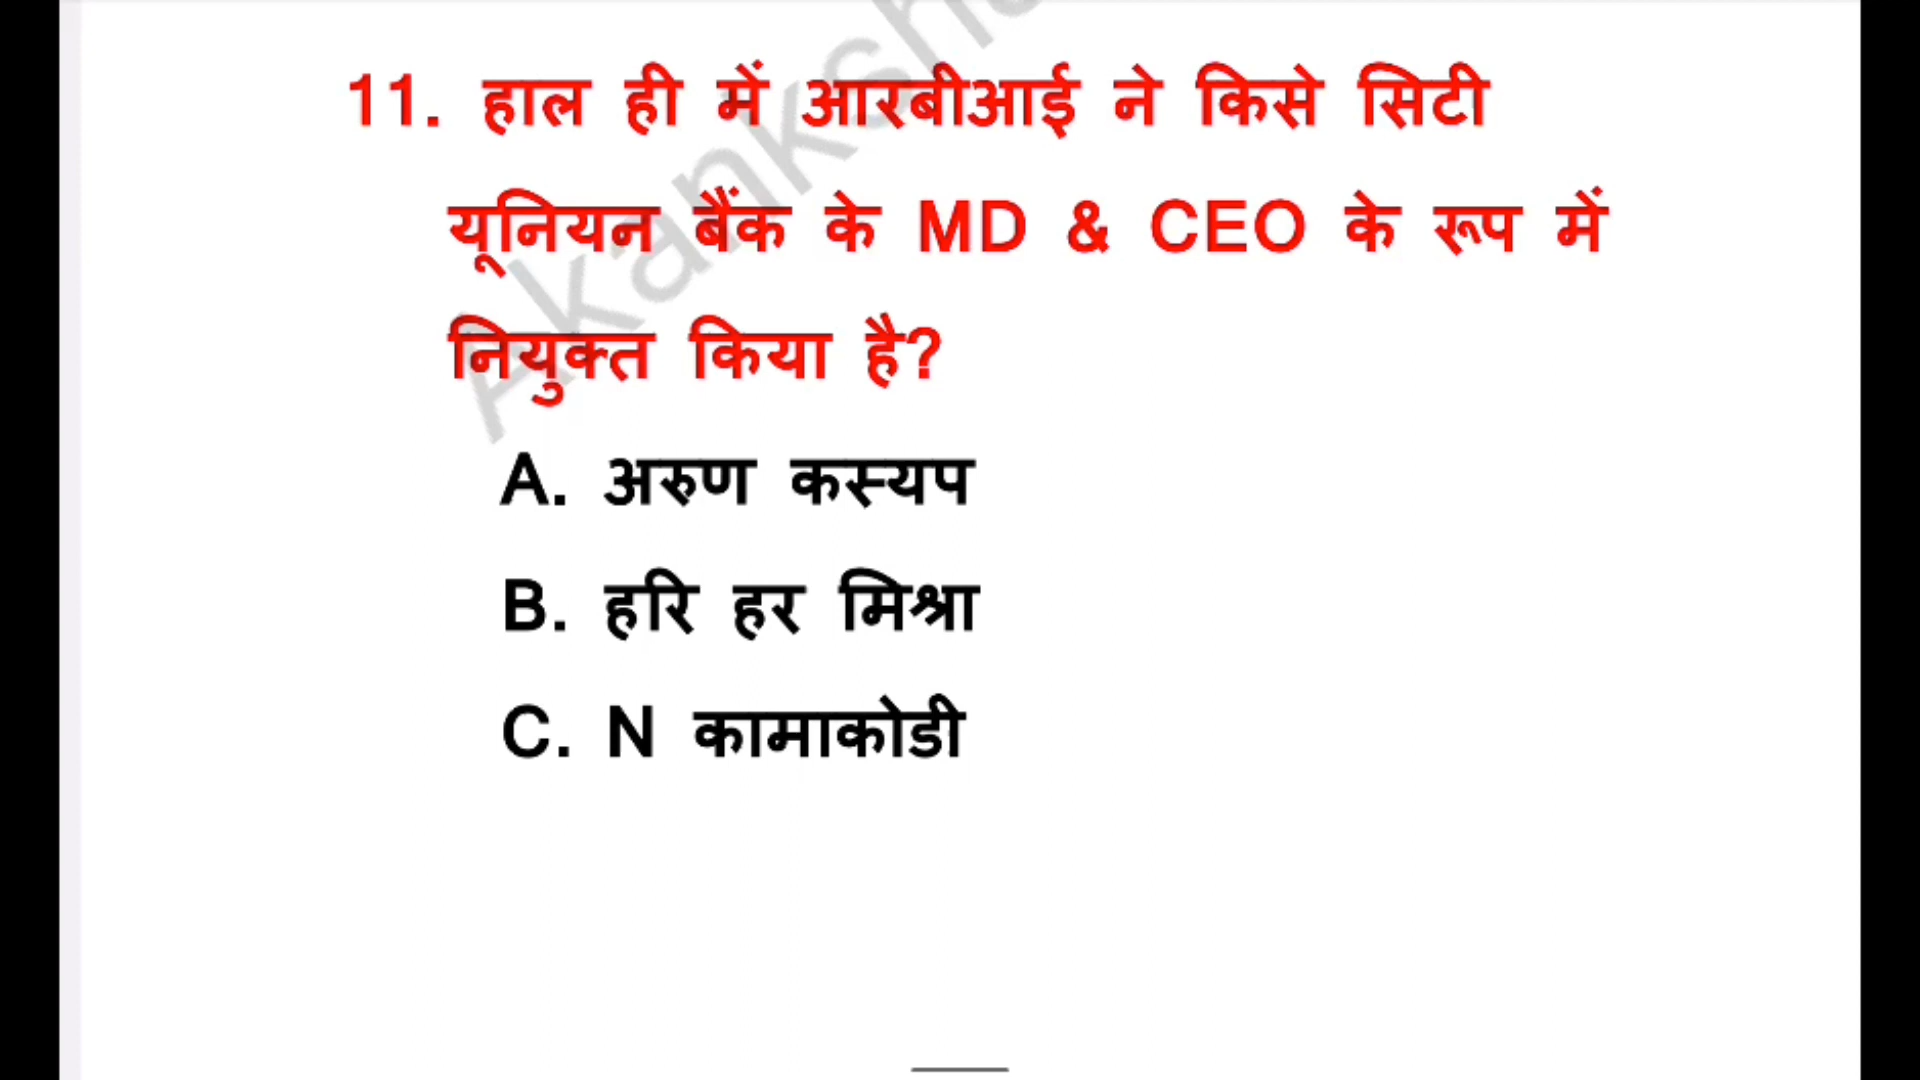 11. हाल ही में आरबीआई ने किसे सिटी
यूनियन बैंक के MD & CEO के रूप में
नियुक्त किया है?
A. अरुण कस्यप
B. हरि हर मिश्रा
C. N कामाकोडी